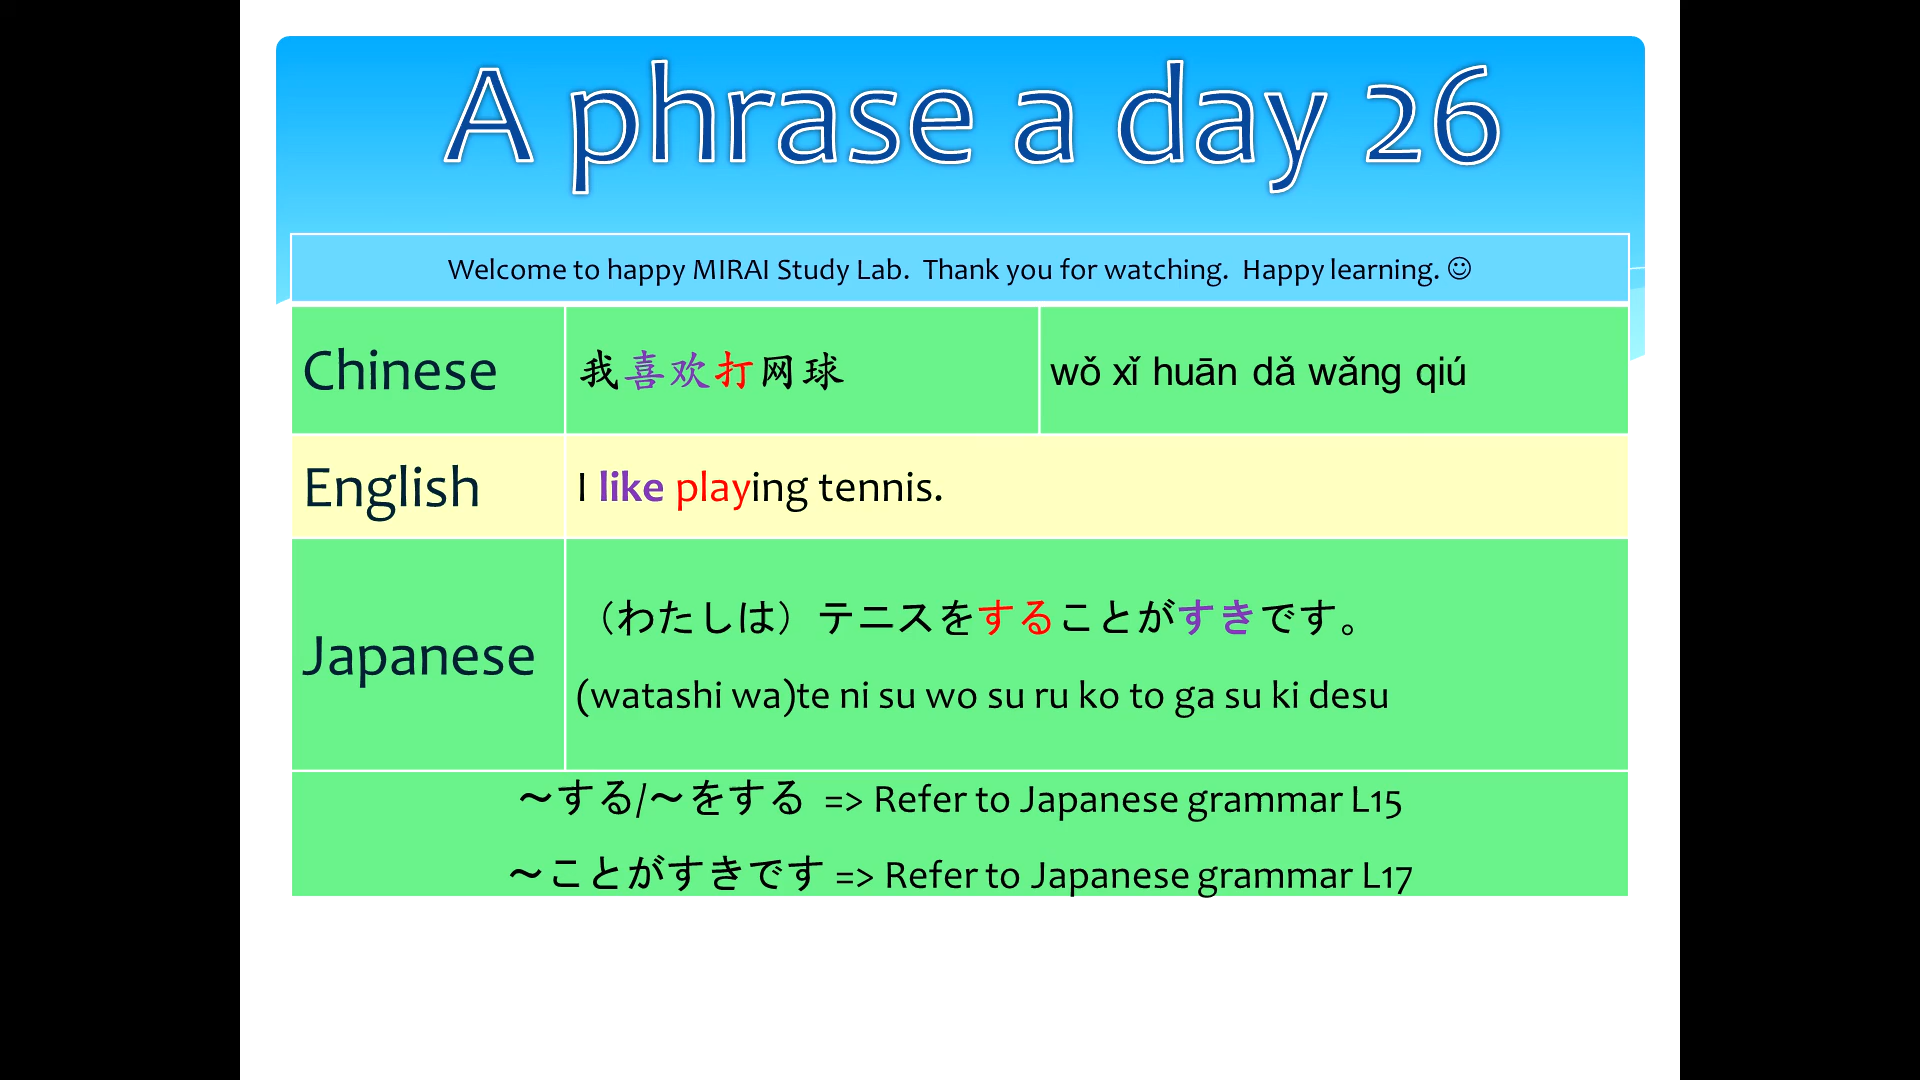 A phrase a day 26
Welcome to happy MIRAI Study Lab.  Thank you for watching.  Happy learning. ☺
Chinese
我喜欢打网球
wǒ xǐ huān dǎ wǎng qiú
English
I like playing tennis.
Japanese
（わたしは）テニスをすることがすきです。
(watashi wa)te ni su wo su ru ko to ga su ki desu
～する/～をする => Refer to Japanese grammar L15
～ことがすきです => Refer to Japanese grammar L17